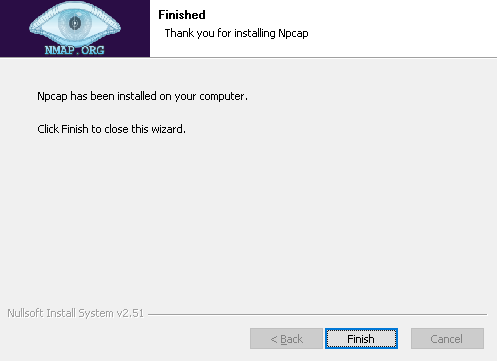 NMAP.ORG
Finished
Thank you for installing Npcap
Npcap has been installed on your computer.
Click Finish to close this wizard.
Nullsoft Install System v2.51
< Back
Finish
Cancel